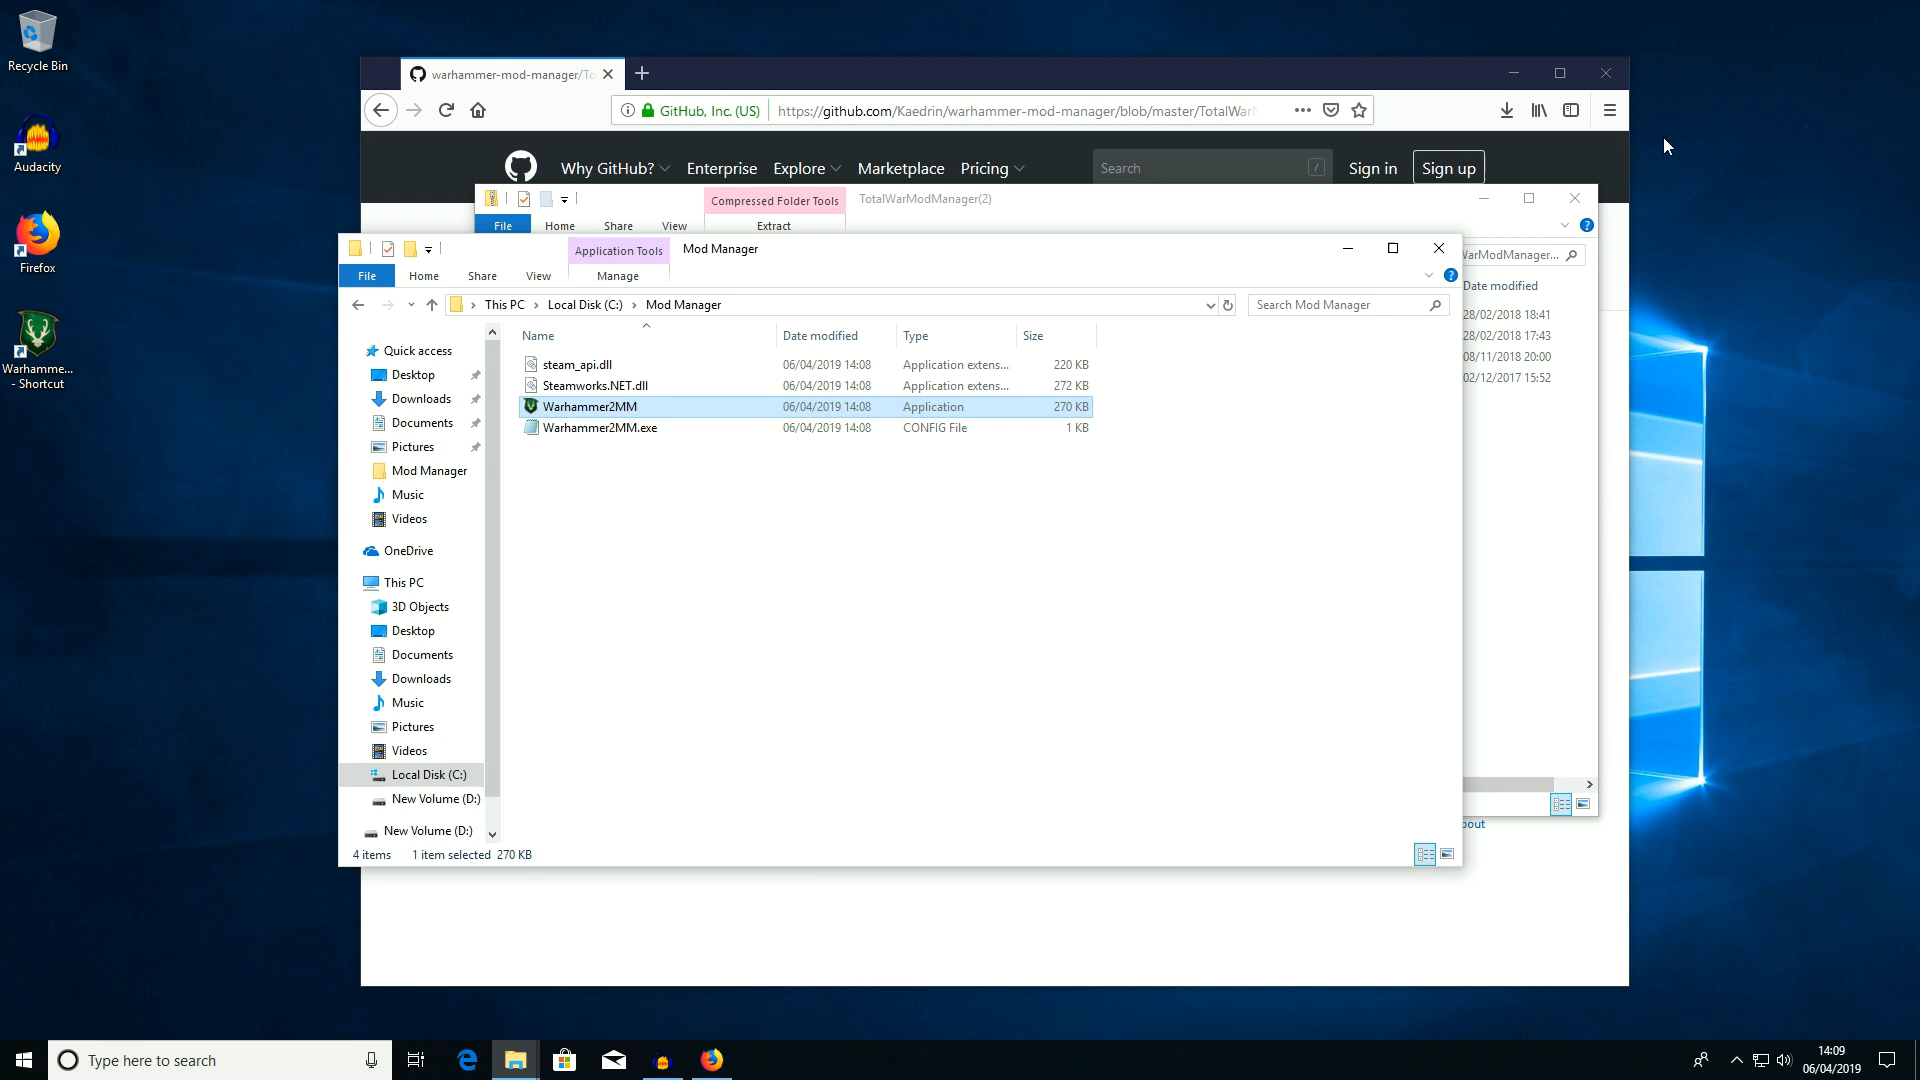 Recycle Bin
Audacity
Firefox
Warhamme...
- Shortcut
warhammer-mod-manager/To
GitHub, Inc. (US)
https://github.com/Kaedrin/warhammer-mod-manager/blob/master/TotalWar
Why GitHub?
Enterprise
Explore
Marketplace
Pricing
Search
/
Sign in
Sign up
Compressed Folder Tools
TotalWarModManager(2)
File
Home
Share
View
Extract
WarModManager...
Date modified
28/02/2018 18:41
28/02/2018 17:43
08/11/2018 20:00
02/12/2017 15:52
bout
Application Tools
Mod Manager
File
Home
Share
View
Manage
This PC
Local Disk (C:)
Mod Manager
Search Mod Manager
Name
Date modified
Type
Size
steam_api.dll 06/04/2019 14:08 Application extens... 220 KB
Steamworks.NET.dll 06/04/2019 14:08 Application extens... 272 KB
Warhammer2MM 06/04/2019 14:08 Application 270 KB
Warhammer2MM.exe 06/04/2019 14:08 CONFIG File 1 KB
Quick access
Desktop
Downloads
Documents
Pictures
Mod Manager
Music
Videos
OneDrive
This PC
3D Objects
Desktop
Documents
Downloads
Music
Pictures
Videos
Local Disk (C:)
New Volume (D:)
New Volume (D:)
4 items
1 item selected 270 KB
Type here to search
14:09
06/04/2019